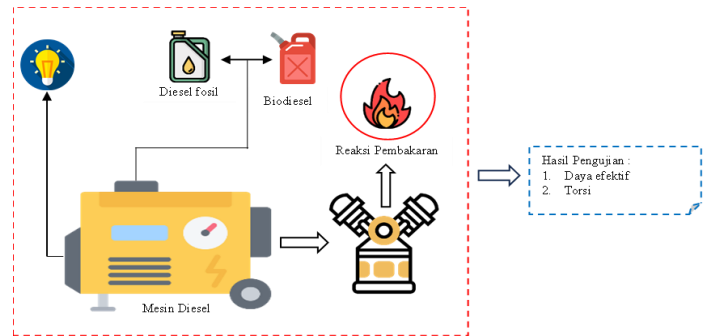 Diesel fosil
Biodiesel
Reaksi Pembakaran
Mesin Diesel
Hasil Pengujian :
1. Daya efektif
2. Torsi